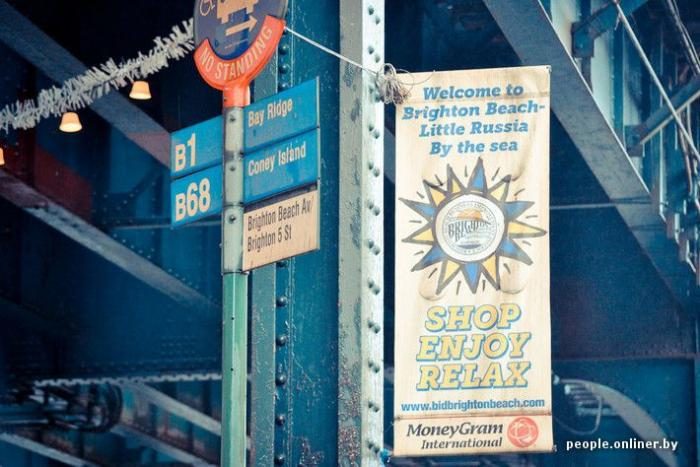 NO STANDING
B1
Bay Ridge
B68
Coney Island
Brighton Beach Av/
Brighton 5 St
Welcome to
Brighton Beach-
Little Russia
By the sea
BRIGHTON
SHOP
ENJOY
RELAX
www.bidbrightonbeach.com
MoneyGram
International
people.onliner.by